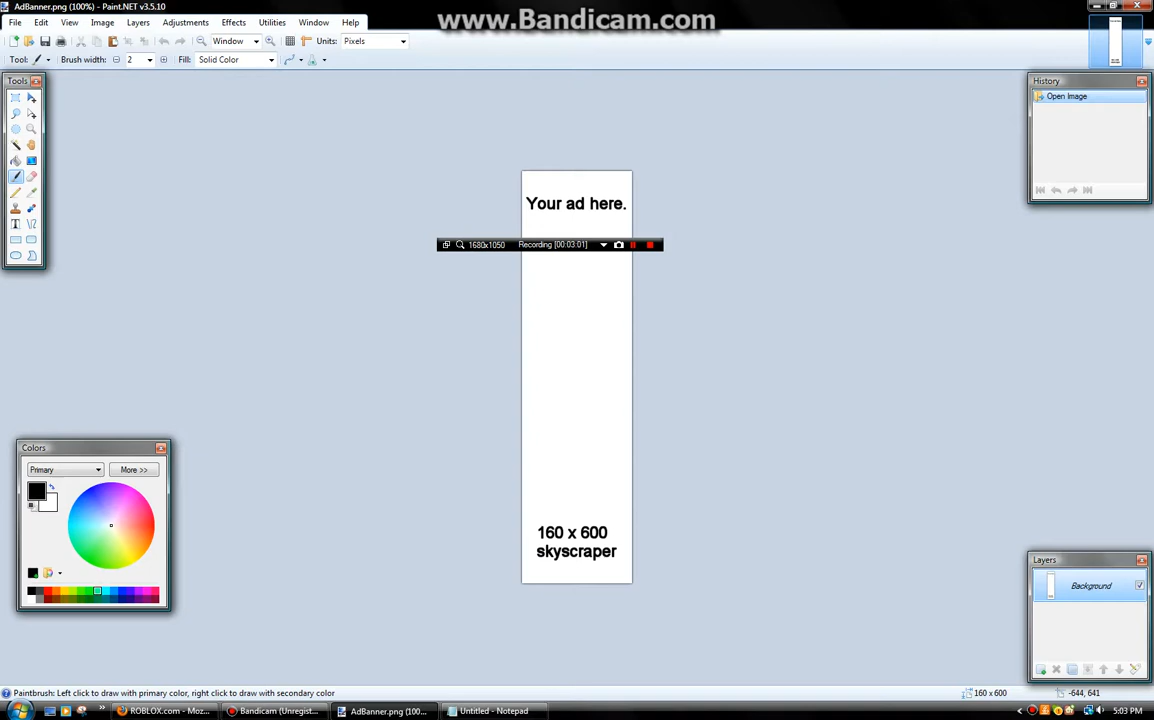 AdBanner.png (100%) - Paint.NET v3.5.10
www.Bandicam.com
File Edit View Image Layers Adjustments Effects Utilities Window Help
Window Units: Pixels
Tool: Brush width: 2 Fill: Solid Color
Tools
History
Open Image
Your ad here.
1680x1050 Recording [00:03:01]
Colors
Primary More >>
160 x 600
skyscraper
Layers
Background
Paintbrush: Left click to draw with primary color, right click to draw with secondary color
160 x 600
-644, 641
ROBLOX.com - Moz...
Bandicam (Unregist...
AdBanner.png (100...
Untitled - Notepad
5:03 PM